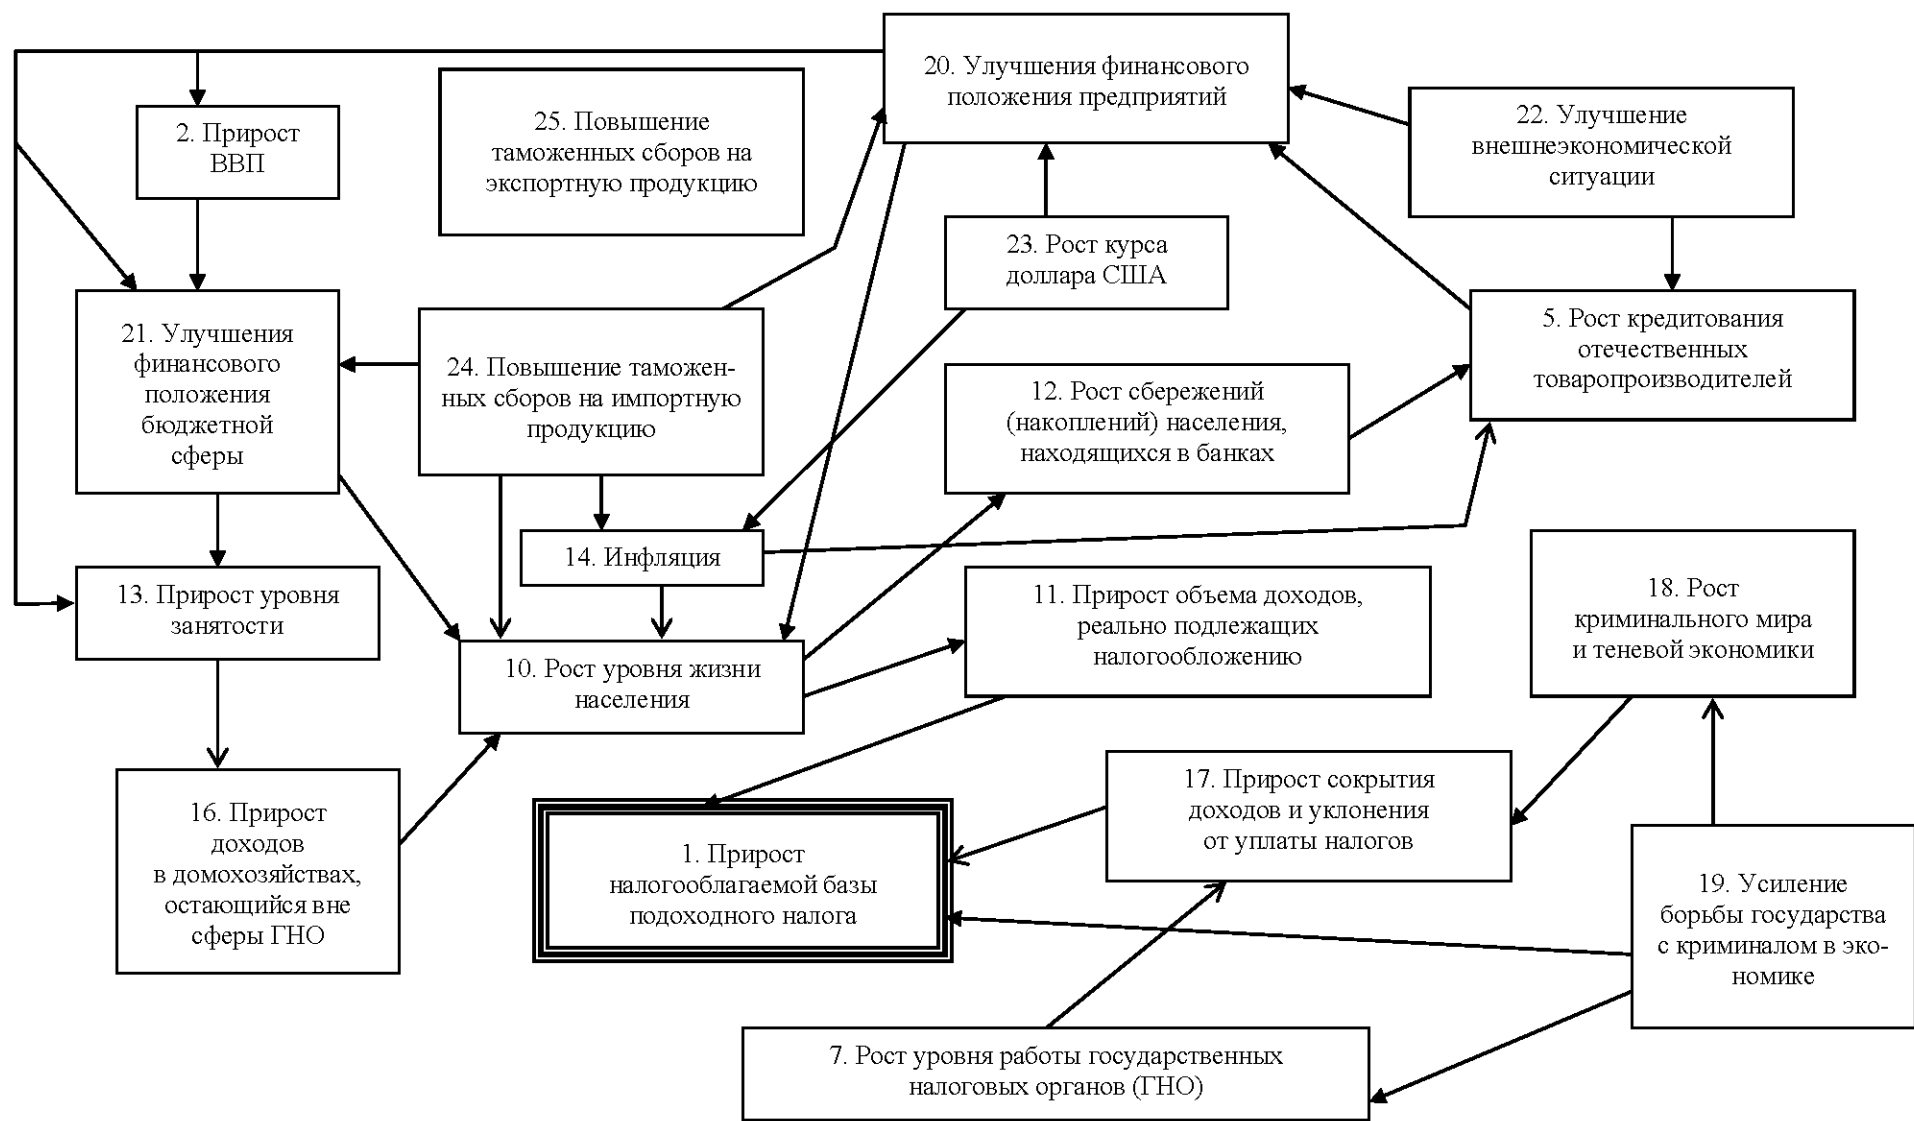 20. Улучшения финансового
положения предприятий
25. Повышение
таможенных сборов на
экспортную продукцию
2. Прирост
ВВП
22. Улучшение
внешнеэкономической
ситуации
23. Рост курса
доллара США
21. Улучшения
финансового
положения
бюджетной
сферы
24. Повышение таможен-
ных сборов на импортную
продукцию
5. Рост кредитования
отечественных
товаропроизводителей
12. Рост сбережений
(накоплений) населения,
находящихся в банках
14. Инфляция
13. Прирост уровня
занятости
11. Прирост объема доходов,
реально подлежащих
налогообложению
18. Рост
криминального мира
и теневой экономики
10. Рост уровня жизни
населения
16. Прирост
доходов
в домохозяйствах,
остающийся вне
сферы ГНО
17. Прирост сокрытия
доходов и уклонения
от уплаты налогов
1. Прирост
налогооблагаемой базы
подоходного налога
19. Усиление
борьбы государства
с криминалом в эко-
номике
7. Рост уровня работы государственных
налоговых органов (ГНО)